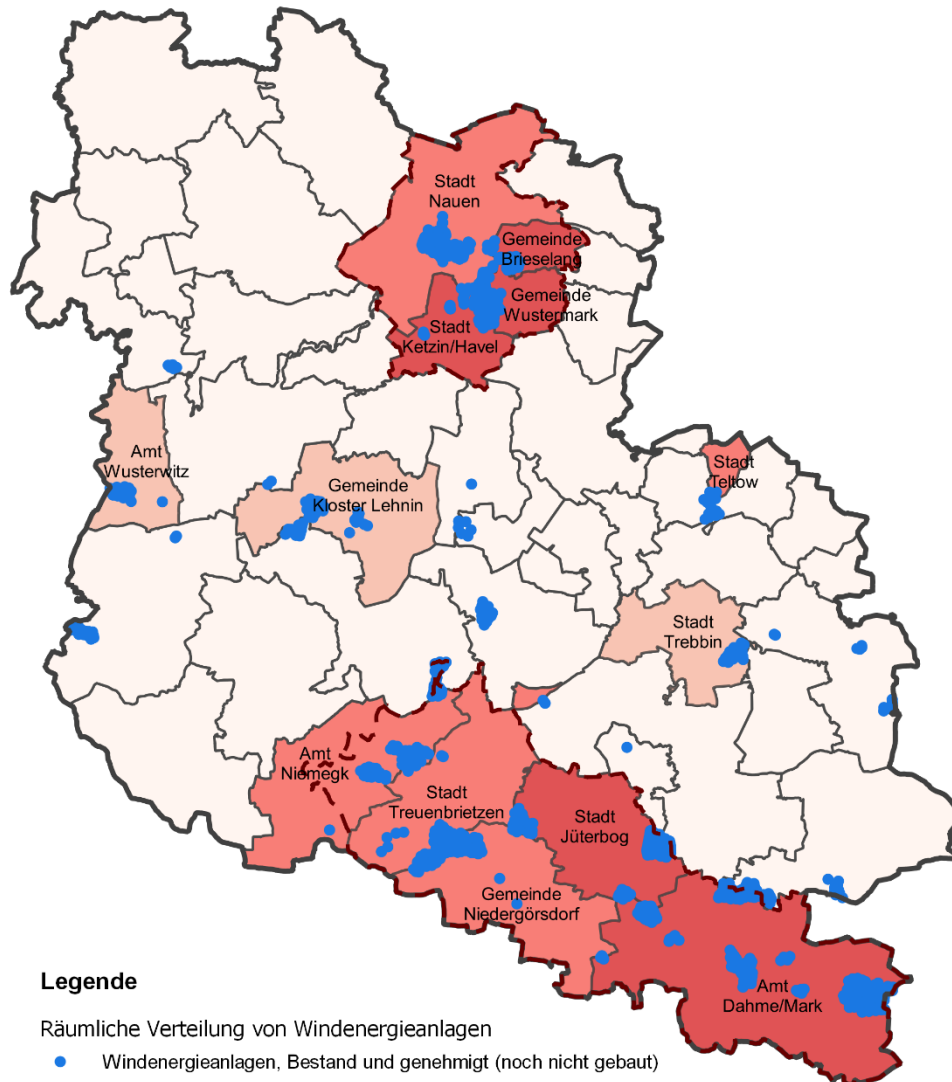 Stadt
Nauen
Gemeinde
Brieselang
Gemeinde
Wustermark
Stadt
Ketzin/Havel
Amt
Wusterwitz
Gemeinde
Kloster Lehnin
Stadt
Teltow
Stadt
Trebbin
Amt
Niemegk
Stadt
Treuenbrietzen
Stadt
Jüterbog
Gemeinde
Niedergörsdorf
Amt
Dahme/Mark
Legende
Räumliche Verteilung von Windenergieanlagen
Windenergieanlagen, Bestand und genehmigt (noch nicht gebaut)